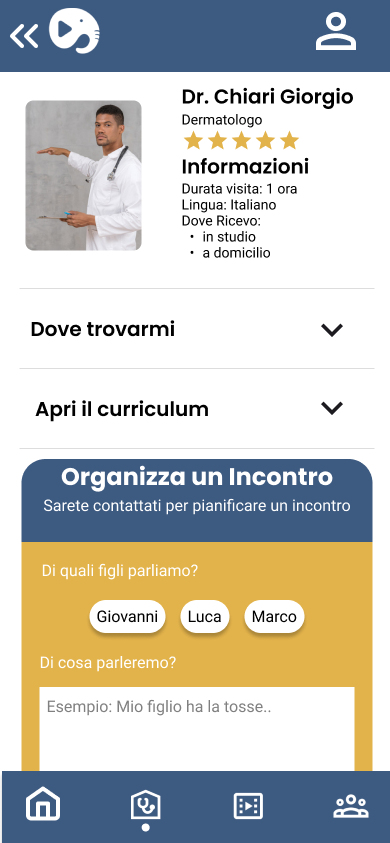 Dr. Chiari Giorgio
Dermatologo
Informazioni
Durata visita: 1 ora
Lingua: Italiano
Dove Ricevo:
• in studio
• a domicilio
Dove trovarmi
Apri il curriculum
Organizza un Incontro
Sarete contattati per pianificare un incontro
Di quali figli parliamo?
Giovanni Luca Marco
Di cosa parleremo?
Esempio: Mio figlio ha la tosse..